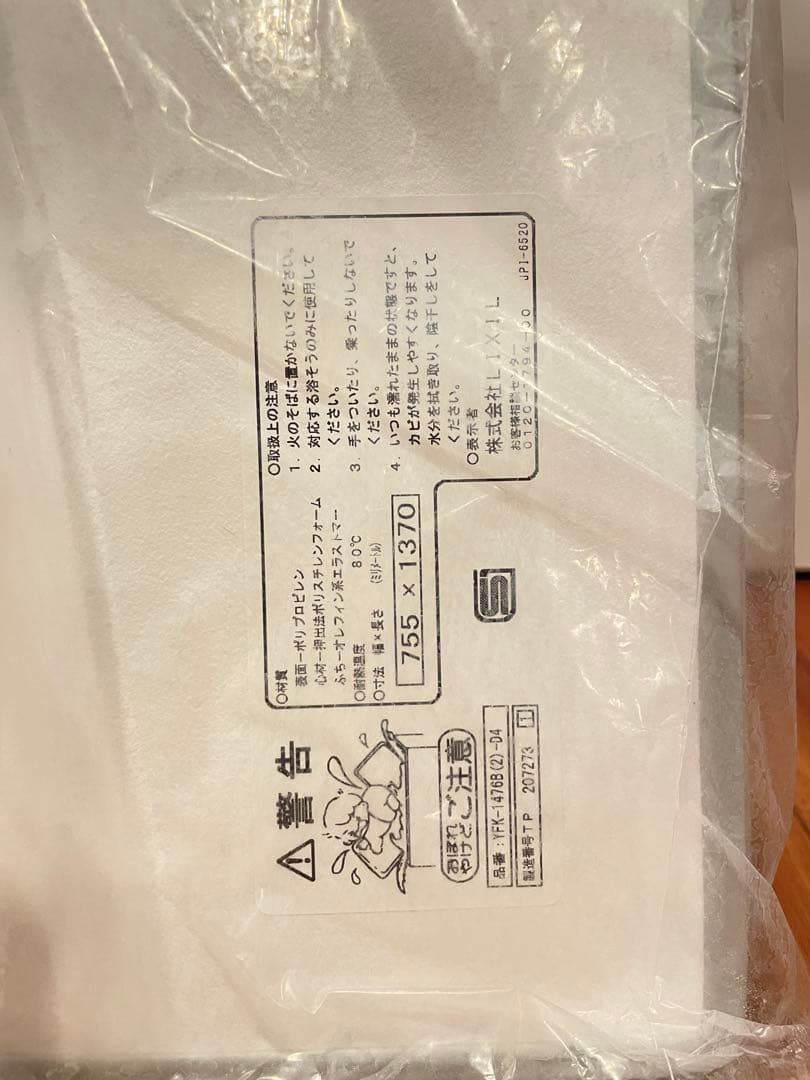 警告
おぼれ
やけど
ご注意
品番：YFK-1476B(2)-D4
製造番号TP 207273 1
○材質
表面－ポリプロピレン
心材－押出法ポリスチレンフォーム
ふち－オレフィン系エラストマー
○耐熱温度 80℃
○寸法 幅×長さ (ミリメートル)
755 × 1370
○取扱上の注意
1．火のそばに置かないでください。
2．対応する浴そうのみに使用して
ください。
3．手をついたり、乗ったりしないで
ください。
4．いつも濡れたままの状態ですと、
カビが発生しやすくなります。
水分を拭き取り、陰干しをして
ください。
○表示者
株式会社LIXIL
お客様相談センター
JPI-6520